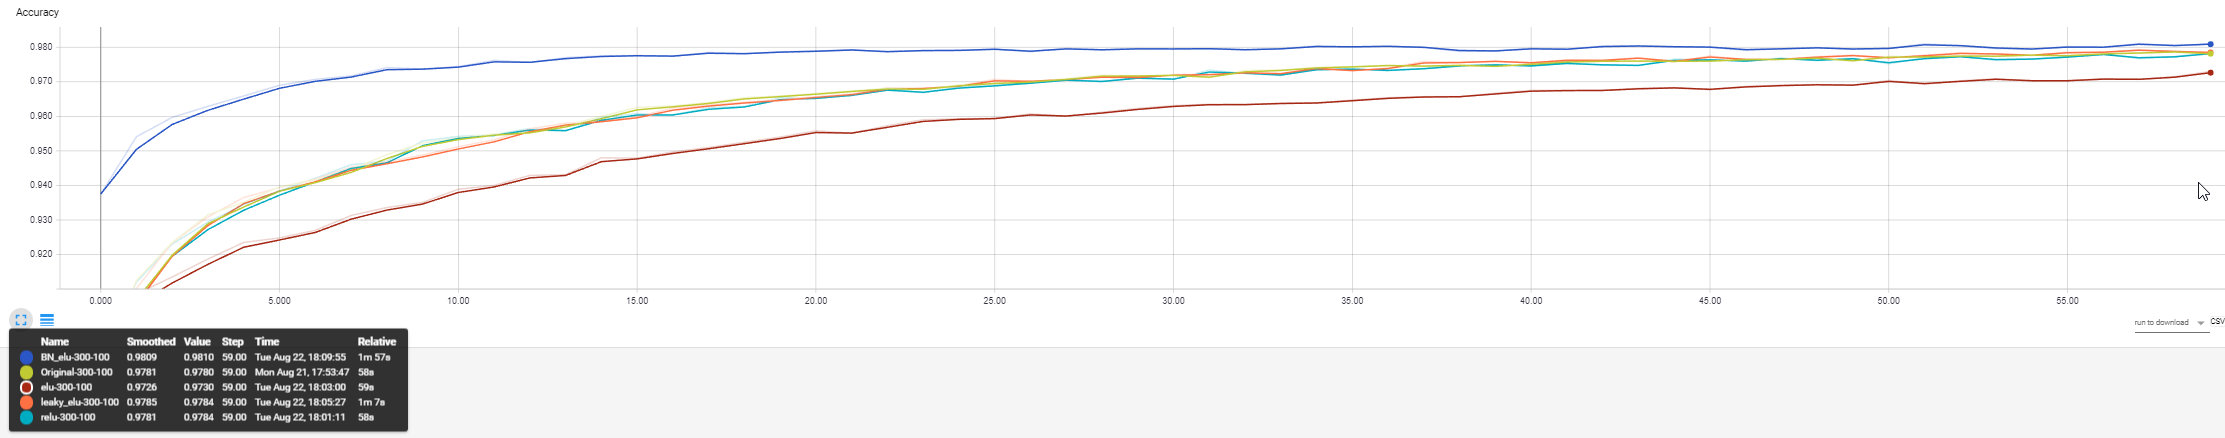 Accuracy
0.980
0.970
0.960
0.950
0.940
0.930
0.920
0.000 5.000 10.00 15.00 20.00 25.00 30.00 35.00 40.00 45.00 50.00 55.00
run to download CSV
Name Smoothed Value Step Time Relative
BN_elu-300-100 0.9809 0.9810 59.00 Tue Aug 22, 18:09:55 1m 57s
Original-300-100 0.9781 0.9780 59.00 Mon Aug 21, 17:53:47 58s
elu-300-100 0.9726 0.9730 59.00 Tue Aug 22, 18:03:00 59s
leaky_elu-300-100 0.9785 0.9784 59.00 Tue Aug 22, 18:05:27 1m 7s
relu-300-100 0.9781 0.9784 59.00 Tue Aug 22, 18:01:11 58s